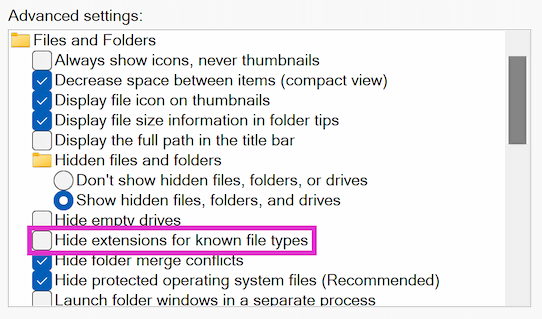 Advanced settings:
Files and Folders
Always show icons, never thumbnails
Decrease space between items (compact view)
Display file icon on thumbnails
Display file size information in folder tips
Display the full path in the title bar
Hidden files and folders
Don't show hidden files, folders, or drives
Show hidden files, folders, and drives
Hide empty drives
Hide extensions for known file types
Hide folder merge conflicts
Hide protected operating system files (Recommended)
Launch folder windows in a separate process